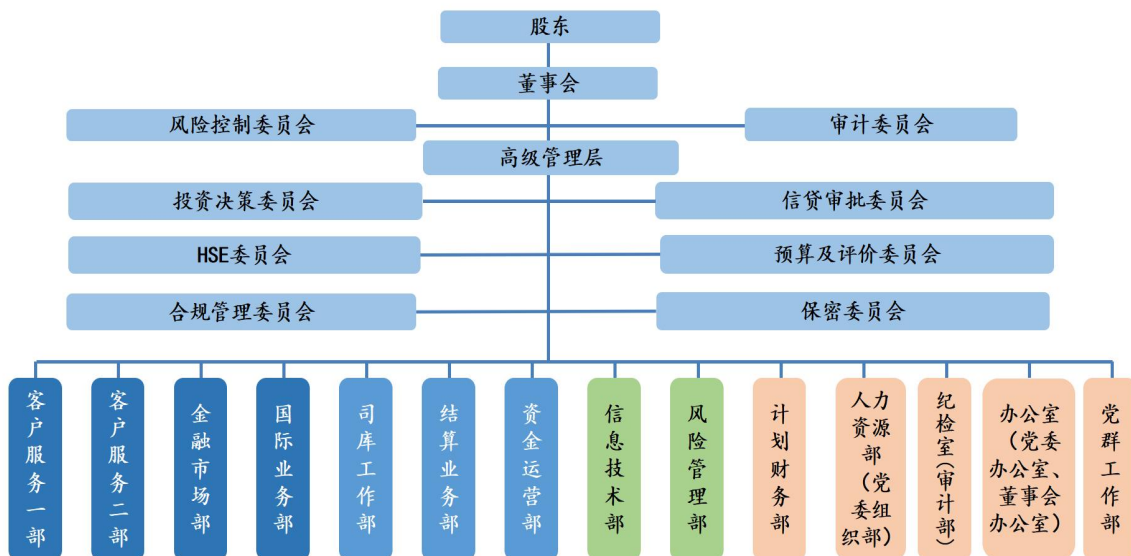 股东
董事会
风险控制委员会
审计委员会
高级管理层
投资决策委员会
信贷审批委员会
HSE委员会
预算及评价委员会
合规管理委员会
保密委员会
客户服务一部
客户服务二部
金融市场部
国际业务部
司库工作部
结算业务部
资金运营部
信息技术部
风险管理部
计划财务部
人力
资源
部
（党
委组
织部）
纪检室（审计部）
办公室
（党委
办公室、
董事会
办公室）
党群工作部